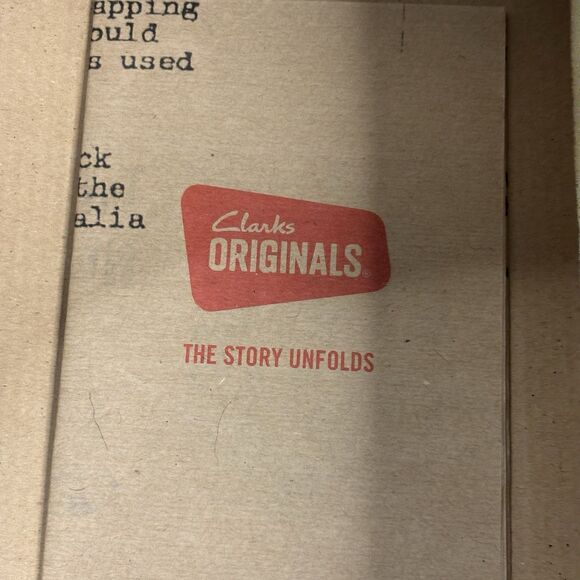 apping
ould
s used
ck
the
alia
Clarks
ORIGINALS®
THE STORY UNFOLDS